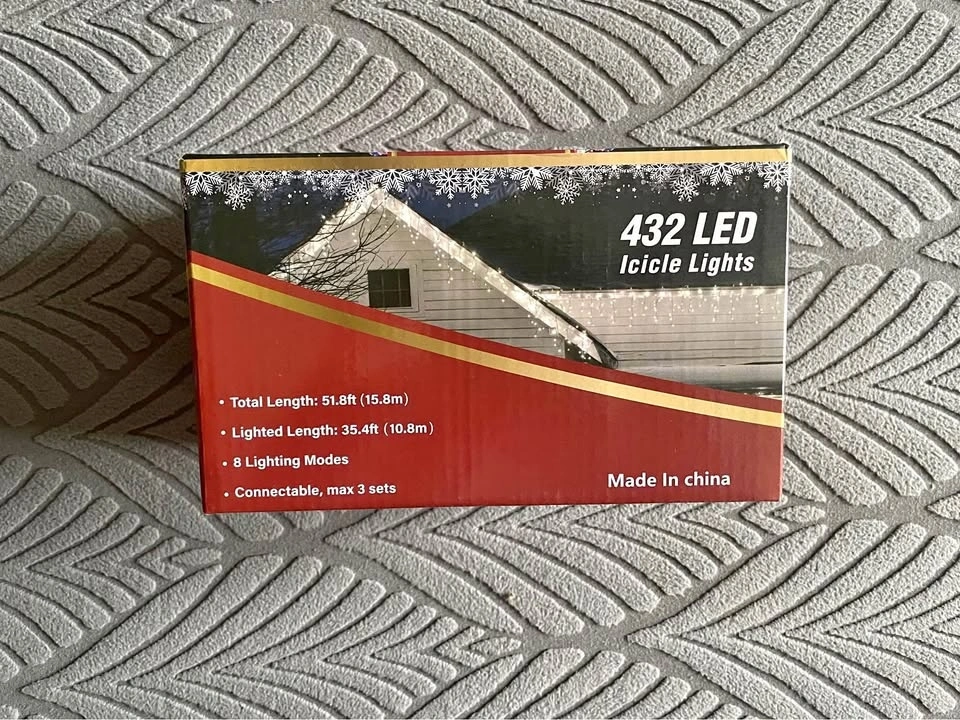 432 LED
Icicle Lights
• Total Length: 51.8ft (15.8m)
• Lighted Length: 35.4ft (10.8m)
• 8 Lighting Modes
• Connectable, max 3 sets
Made In china